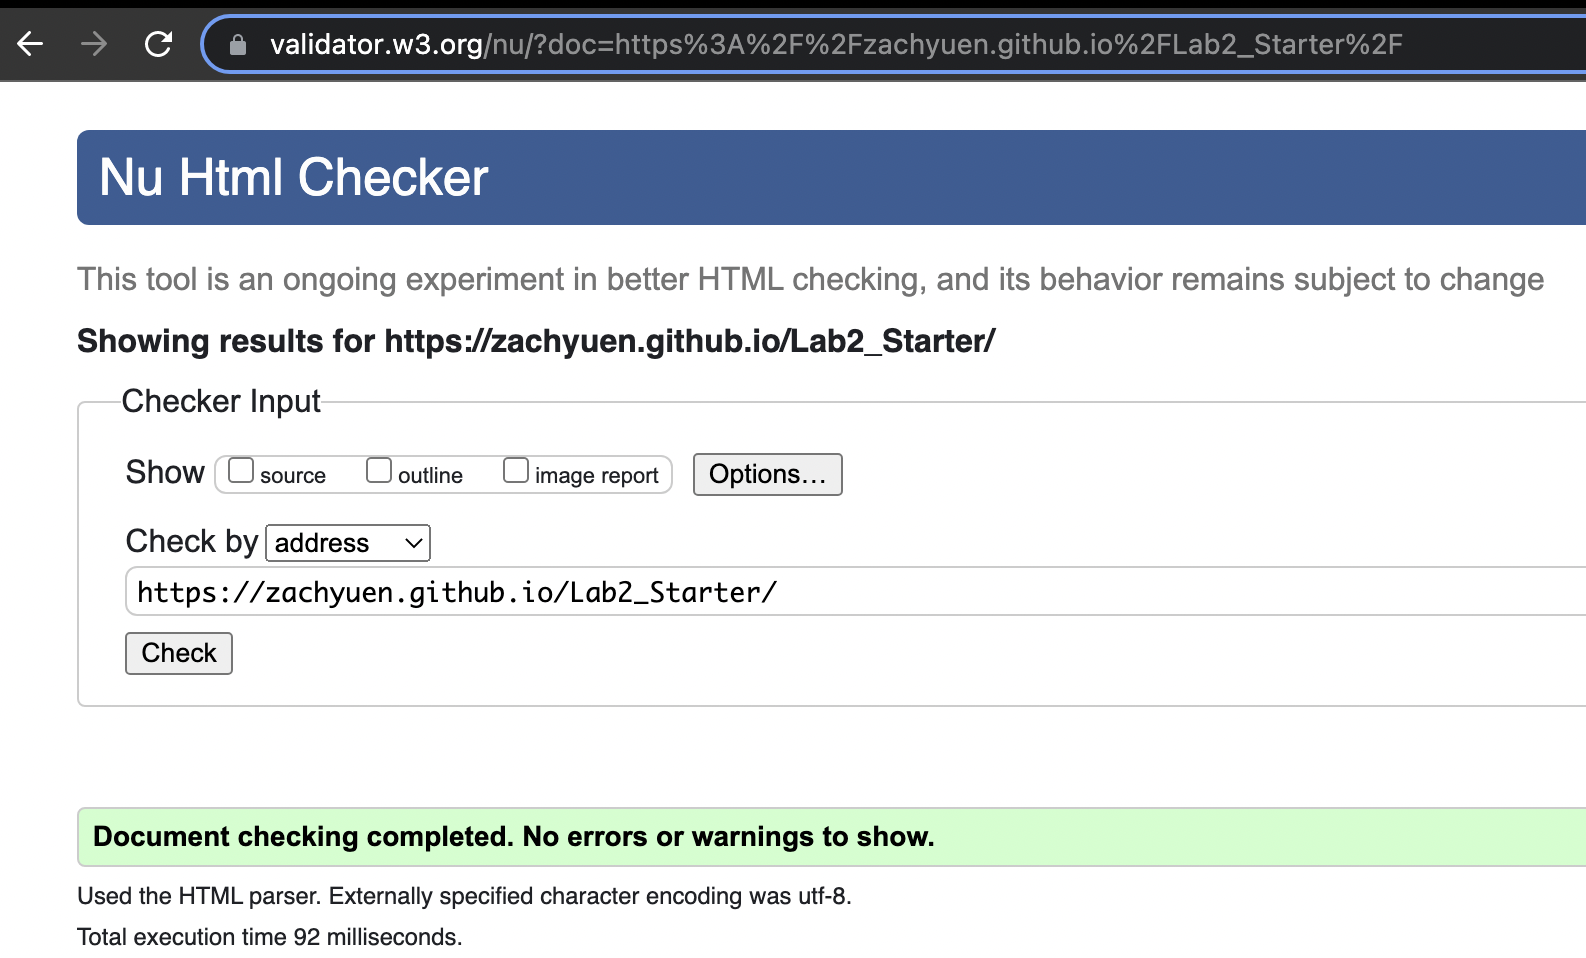 validator.w3.org/nu/?doc=https%3A%2F%2Fzachyuen.github.io%2FLab2_Starter%2F
Nu Html Checker
This tool is an ongoing experiment in better HTML checking, and its behavior remains subject to change
Showing results for https://zachyuen.github.io/Lab2_Starter/
Checker Input
Show source outline image report Options...
Check by address
https://zachyuen.github.io/Lab2_Starter/
Check
Document checking completed. No errors or warnings to show.
Used the HTML parser. Externally specified character encoding was utf-8.
Total execution time 92 milliseconds.